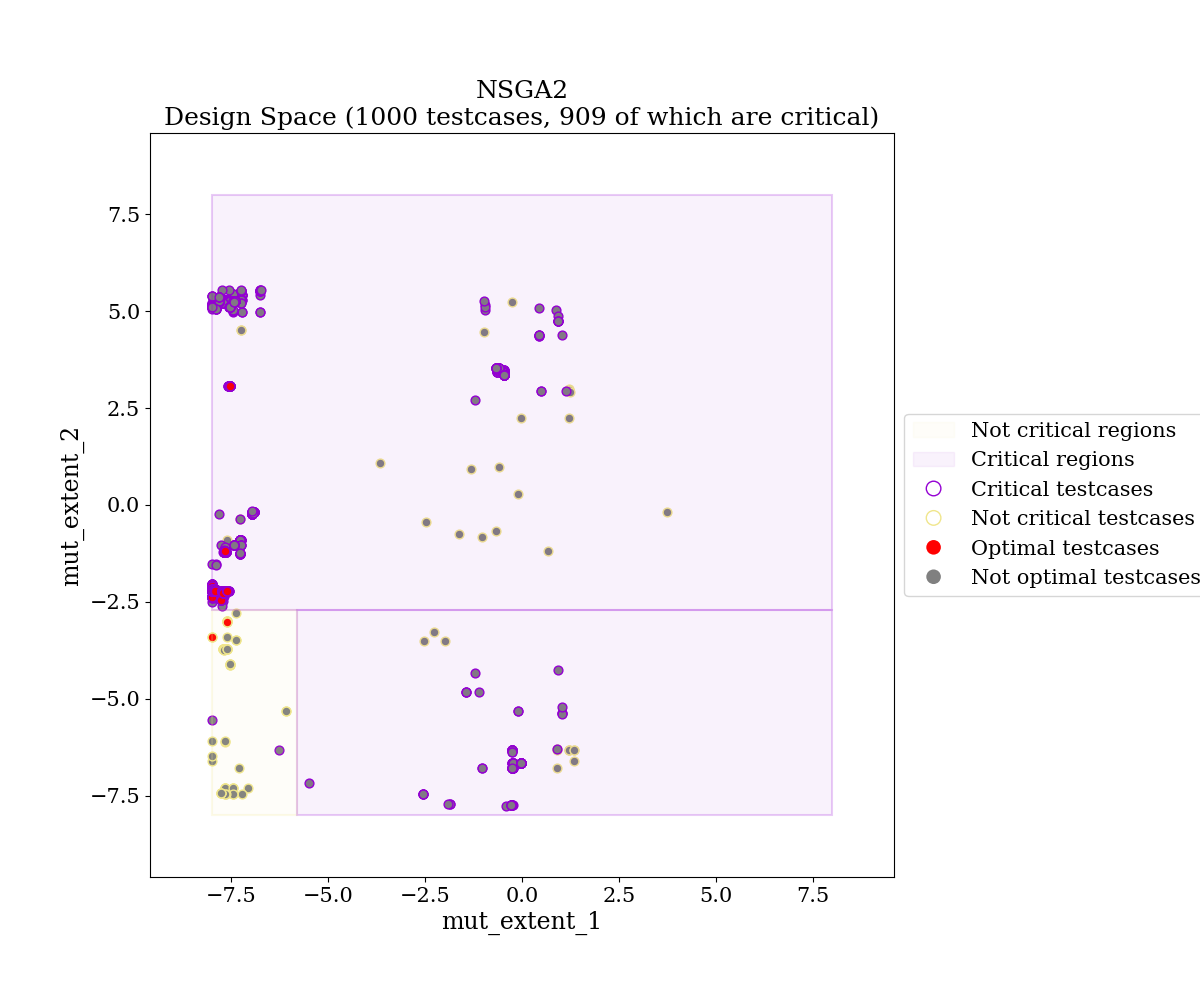 NSGA2
Design Space (1000 testcases, 909 of which are critical)
7.5
5.0
2.5
0.0
−2.5
−5.0
−7.5
mut_extent_2
−7.5
−5.0
−2.5
0.0
2.5
5.0
7.5
mut_extent_1
Not critical regions
Critical regions
Critical testcases
Not critical testcases
Optimal testcases
Not optimal testcases